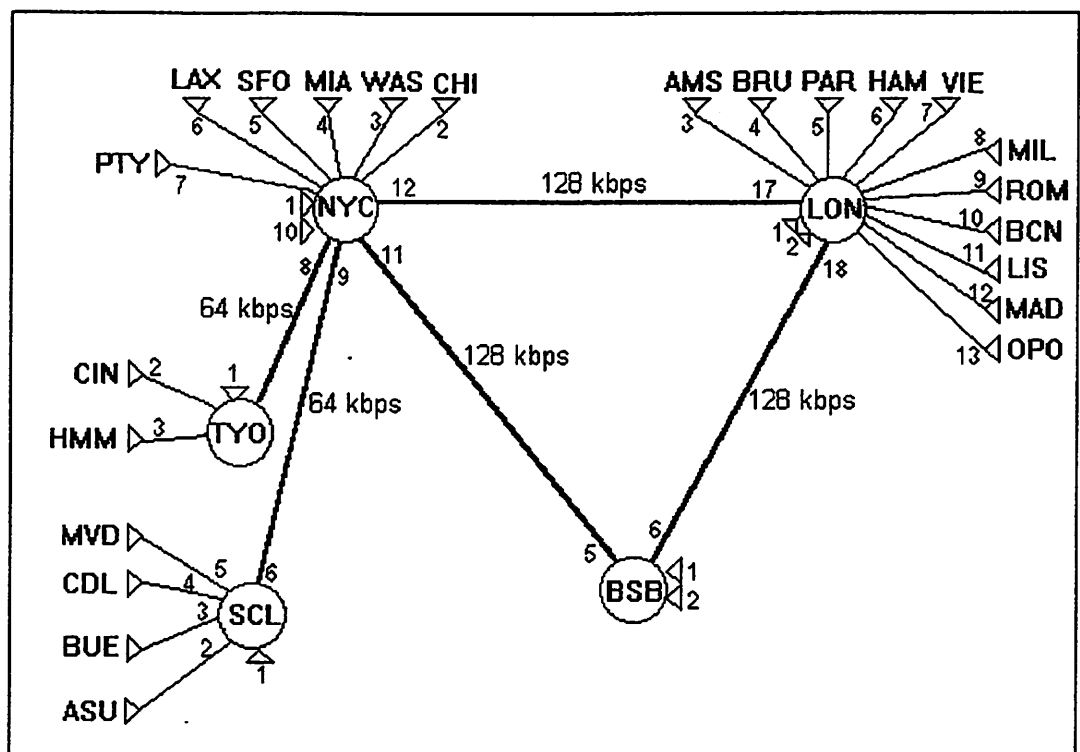 LAX SFO MIA WAS CHI
6 5 4 3 2
PTY
7
AMS BRU PAR HAM VIE
3 4 5 6 7
8 MIL
9 ROM
10 BCN
11 LIS
12 MAD
13 OPO
1 NYC 12
10
128 kbps
17 LON
1
2
18
8 9 11
64 kbps
64 kbps
128 kbps
128 kbps
CIN 2
HMM 3
1
TYO
MVD 5
CDL 4
BUE 3
ASU 2
6
SCL
1
5 6
BSB 1
2